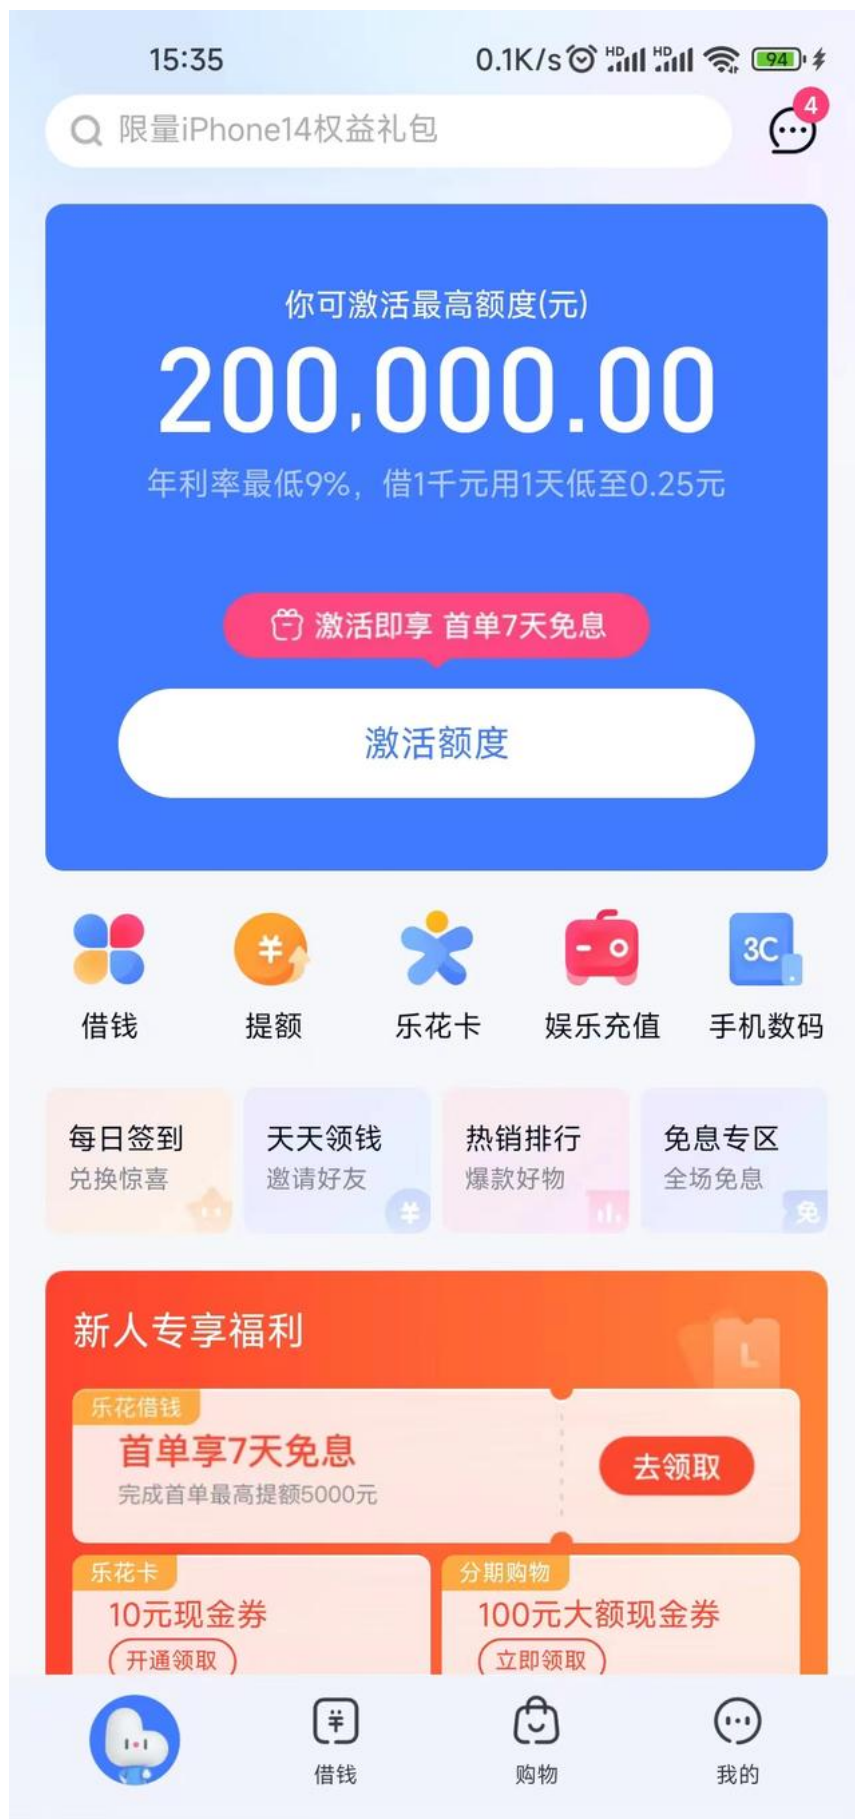 15:35
0.1K/s HD HD 94
限量iPhone14权益礼包
4
你可激活最高额度(元)
200,000.00
年利率最低9%，借1千元用1天低至0.25元
激活即享 首单7天免息
激活额度
3C
借钱 提额 乐花卡 娱乐充值 手机数码
每日签到 天天领钱 热销排行 免息专区
兑换惊喜 邀请好友 爆款好物 全场免息
免
新人专享福利
L
乐花借钱
首单享7天免息
完成首单最高提额5000元
去领取
乐花卡
10元现金券
开通领取
分期购物
100元大额现金券
立即领取
借钱 购物 我的